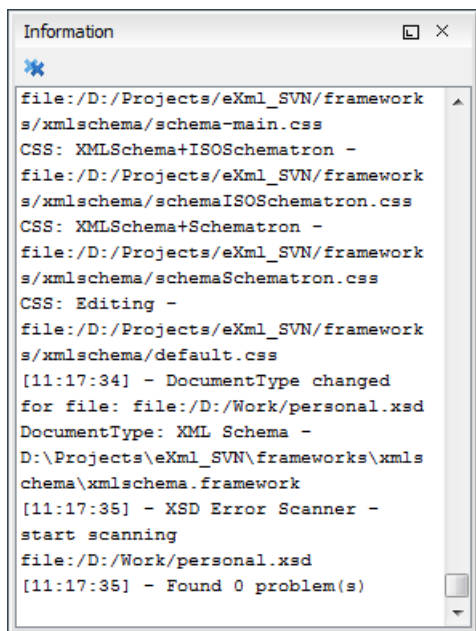 Information
file:/D:/Projects/eXml_SVN/framework
s/xmlschema/schema-main.css
CSS: XMLSchema+ISOSchematron -
file:/D:/Projects/eXml_SVN/framework
s/xmlschema/schemaISOSchematron.css
CSS: XMLSchema+Schematron -
file:/D:/Projects/eXml_SVN/framework
s/xmlschema/schemaSchematron.css
CSS: Editing -
file:/D:/Projects/eXml_SVN/framework
s/xmlschema/default.css
[11:17:34] - DocumentType changed
for file: file:/D:/Work/personal.xsd
DocumentType: XML Schema -
D:\Projects\eXml_SVN\frameworks\xmls
chema\xmlschema.framework
[11:17:35] - XSD Error Scanner -
start scanning
file:/D:/Work/personal.xsd
[11:17:35] - Found 0 problem(s)